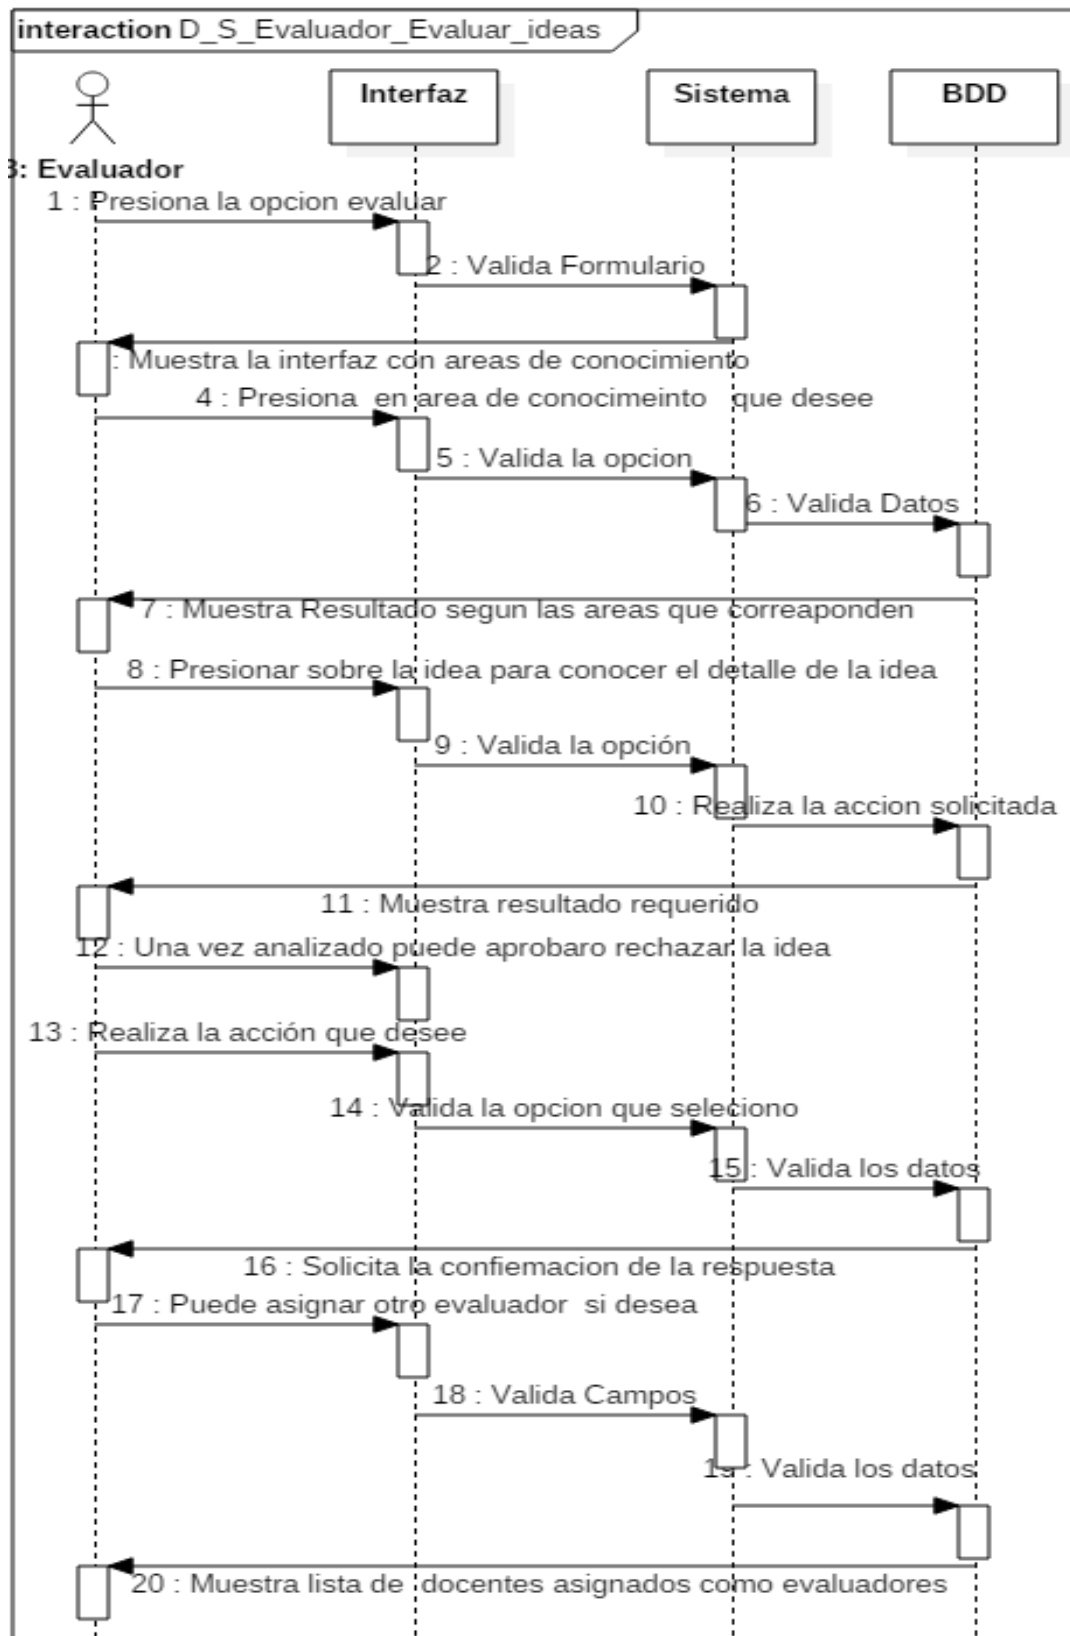 interaction D_S_Evaluador_Evaluar_ideas
Interfaz
Sistema
BDD
: Evaluador
1 : Presiona la opcion evaluar
2 : Valida Formulario
: Muestra la interfaz con areas de conocimiento
4 : Presiona en area de conocimeinto que desee
5 : Valida la opcion
6 : Valida Datos
7 : Muestra Resultado segun las areas que correaponden
8 : Presionar sobre la idea para conocer el detalle de la idea
9 : Valida la opción
10 : Realiza la accion solicitada
11 : Muestra resultado requerido
12 : Una vez analizado puede aprobaro rechazar la idea
13 : Realiza la acción que desee
14 : Valida la opcion que seleciono
15 : Valida los datos
16 : Solicita la confiemacion de la respuesta
17 : Puede asignar otro evaluador si desea
18 : Valida Campos
19 : Valida los datos
20 : Muestra lista de docentes asignados como evaluadores